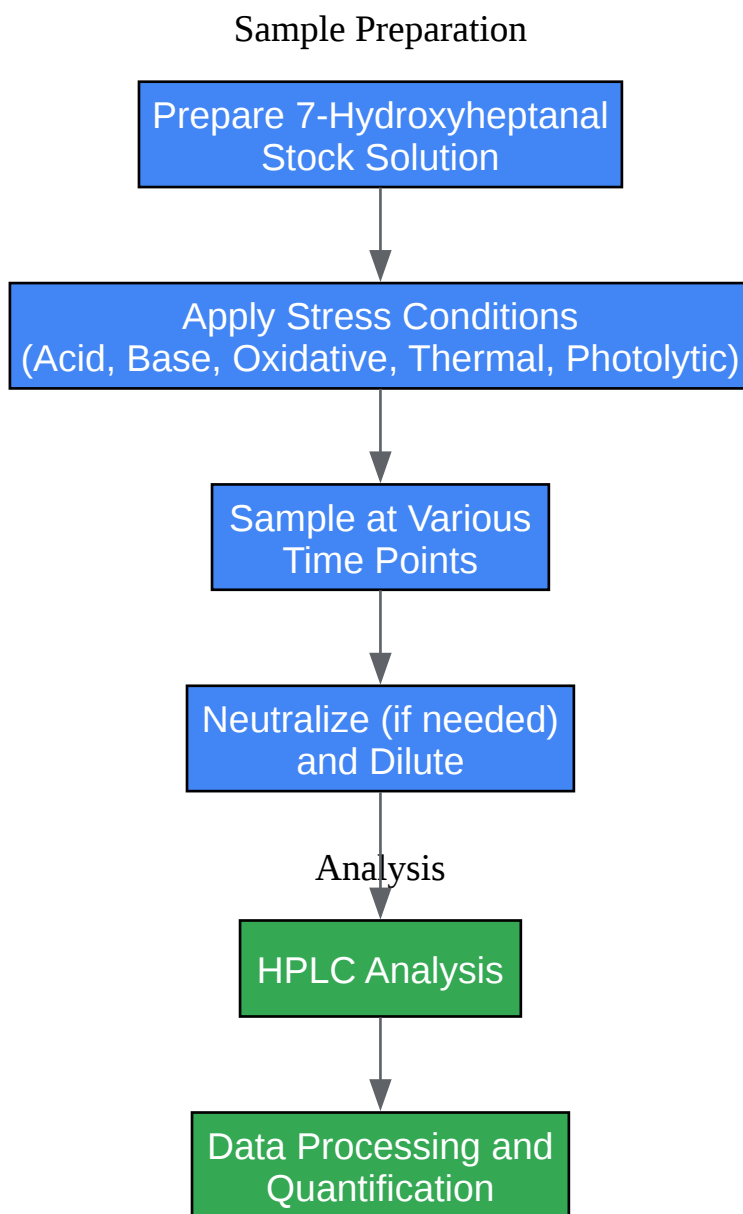 Sample Preparation
Prepare 7-Hydroxyheptanal
Stock Solution
Apply Stress Conditions
(Acid, Base, Oxidative, Thermal, Photolytic)
Sample at Various
Time Points
Neutralize (if needed)
and Dilute
Analysis
HPLC Analysis
Data Processing and
Quantification